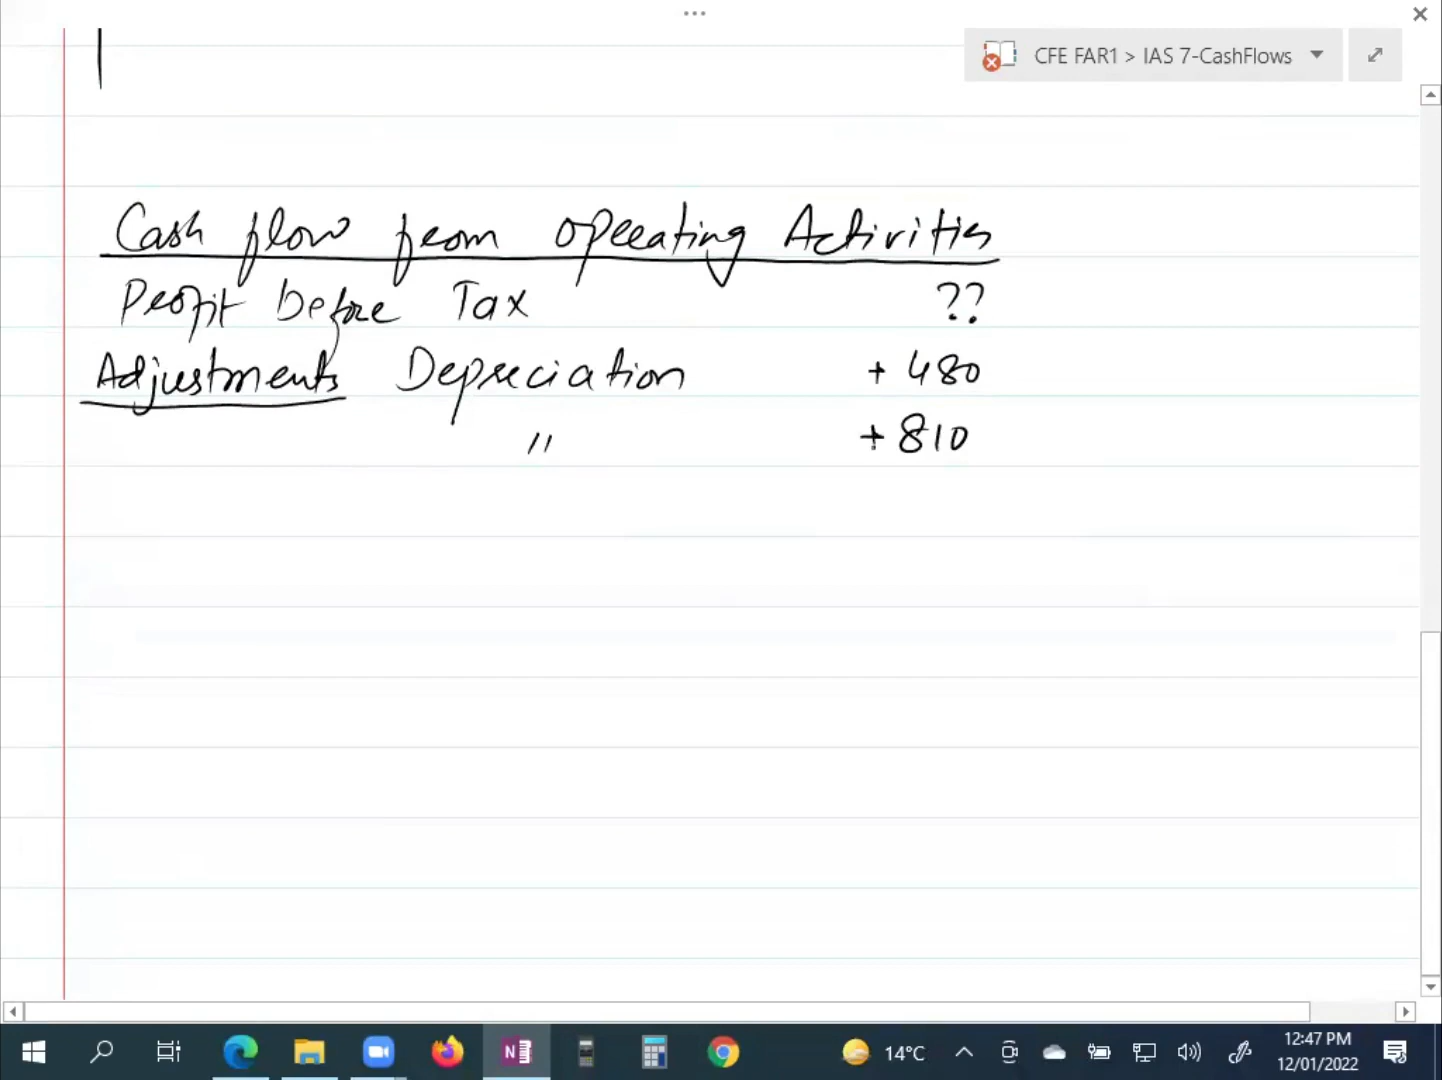 CFE FAR1 > IAS 7-CashFlows
Cash flow from operating Activities
Profit before Tax ??
Adjustments Depreciation + 480
" + 810
14°C
12:47 PM
12/01/2022